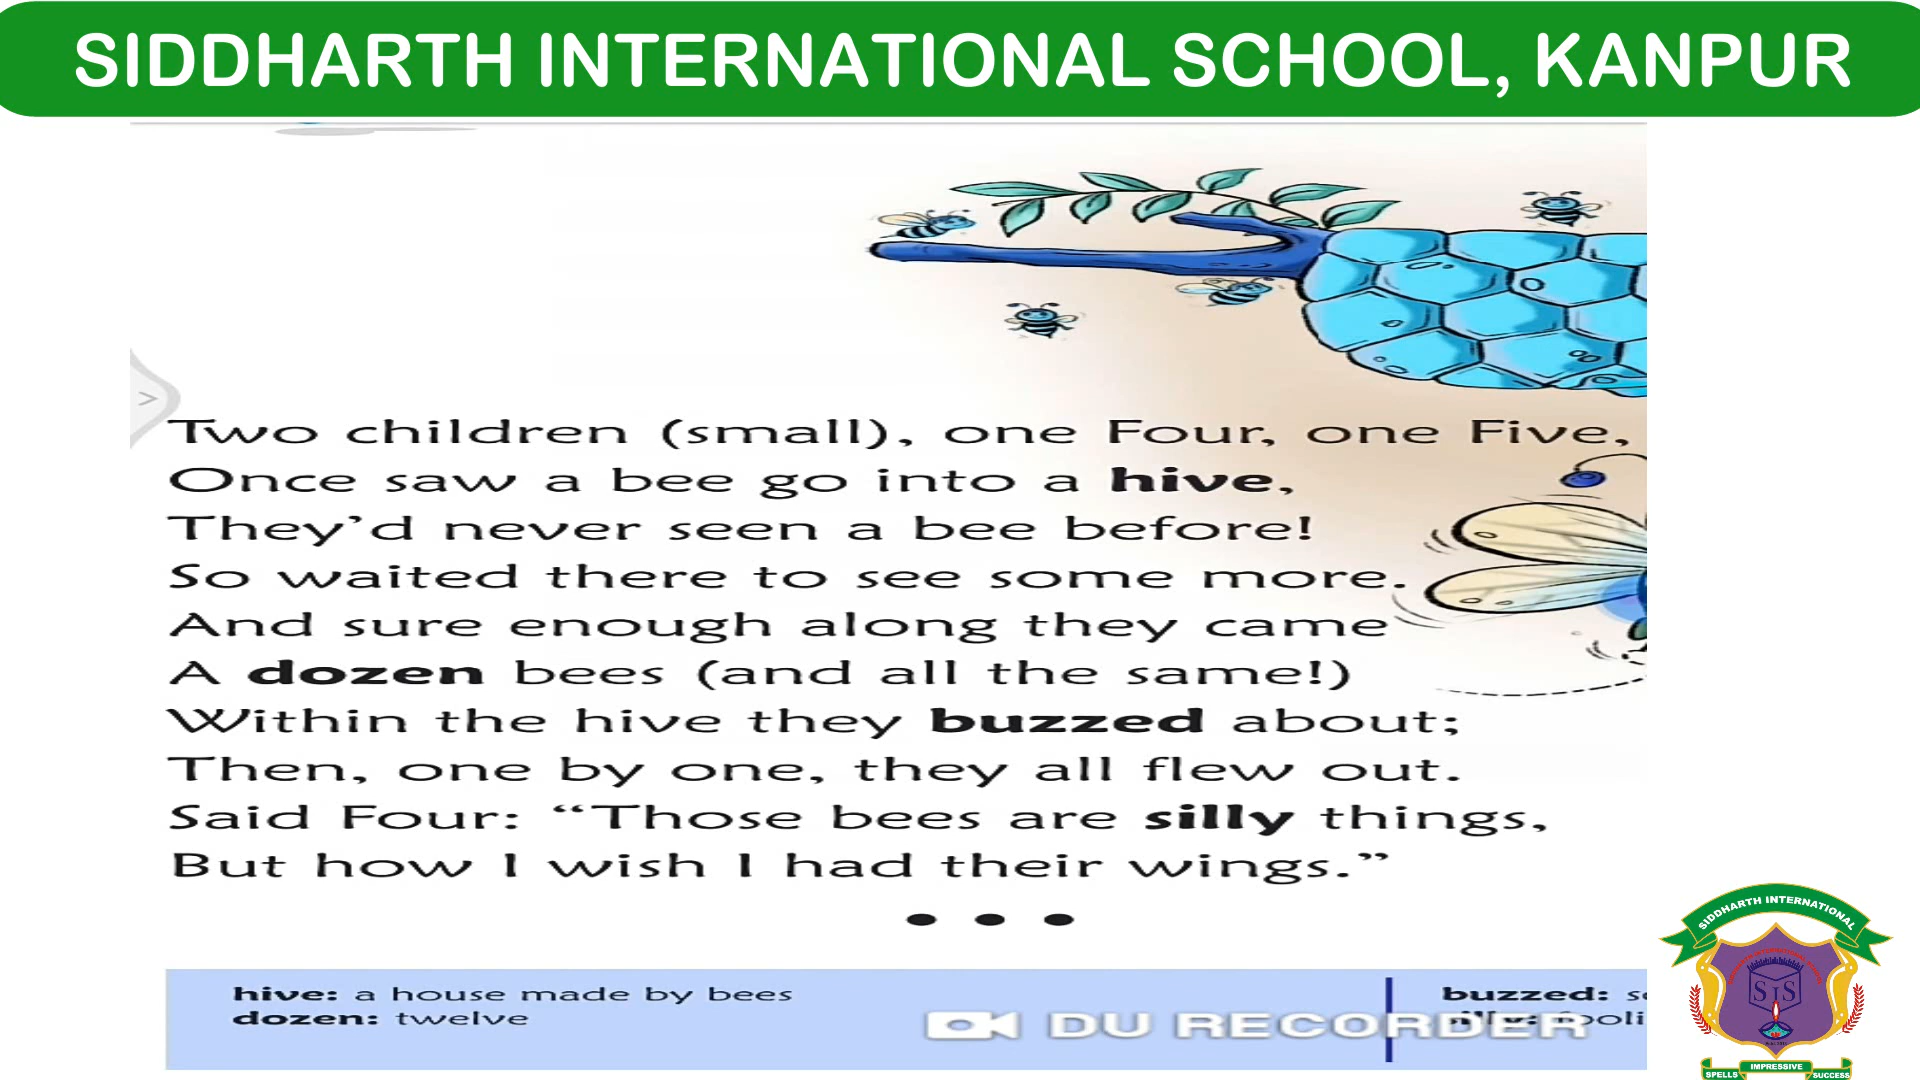 SIDDHARTH INTERNATIONAL SCHOOL, KANPUR
>
Two children (small), one Four, one Five,
Once saw a bee go into a hive,
They’d never seen a bee before!
So waited there to see some more.
And sure enough along they came
A dozen bees (and all the same!)
Within the hive they buzzed about;
Then, one by one, they all flew out.
Said Four: “Those bees are silly things,
But how I wish I had their wings.”
• • •
hive: a house made by bees
dozen: twelve
buzzed:
silly:
DU RECORDER
SIDDHARTH INTERNATIONAL
SIS
SPELLS IMPRESSIVE SUCCESS